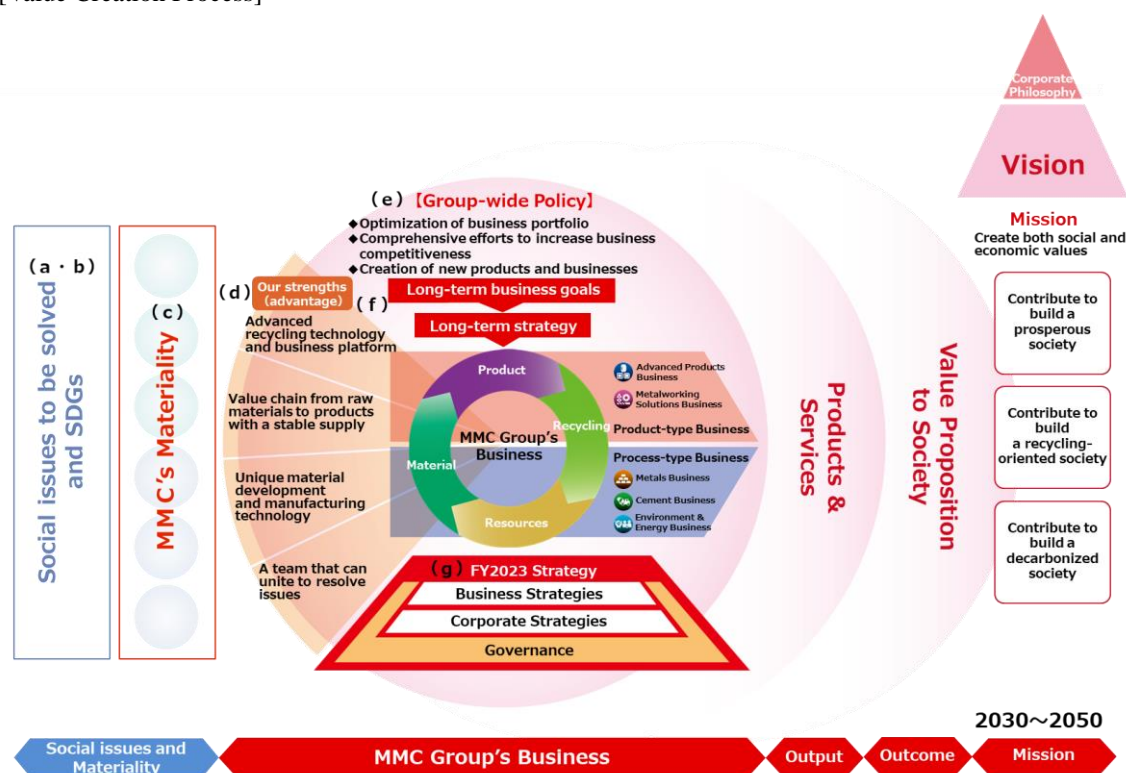 [Value Creation Process]
Corporate
Philosophy
Vision
Mission
Create both social and
economic values
(a・b)
Social issues to be solved
and SDGs
(c)
MMC's Materiality
(d)
Our strengths
(advantage)
Advanced
recycling technology
and business platform
Value chain from raw
materials to products
with a stable supply
Unique material
development
and manufacturing
technology
A team that can
unite to resolve
issues
(e)【Group-wide Policy】
◆Optimization of business portfolio
◆Comprehensive efforts to increase business
competitiveness
◆Creation of new products and businesses
(f)
Long-term business goals
Long-term strategy
Product
Recycling
Material
Resources
MMC Group's
Business
Advanced Products
Business
Metalworking
Solutions Business
Product-type Business
Process-type Business
Metals Business
Cement Business
Environment &
Energy Business
(g) FY2023 Strategy
Business Strategies
Corporate Strategies
Governance
Products &
Services
Value Proposition
to Society
Contribute to
build a
prosperous
society
Contribute to
build
a recycling-
oriented society
Contribute to
build a
decarbonized
society
2030～2050
Social issues and
Materiality
MMC Group's Business
Output
Outcome
Mission